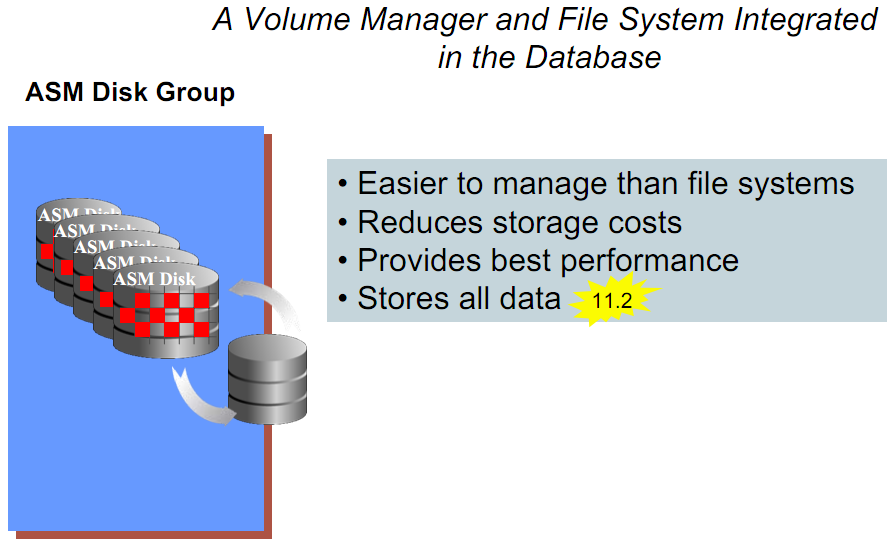 A Volume Manager and File System Integrated
in the Database
ASM Disk Group
• Easier to manage than file systems
• Reduces storage costs
• Provides best performance
• Stores all data 11.2
ASM Disk
ASM Disk
ASM Disk
ASM Disk
ASM Disk